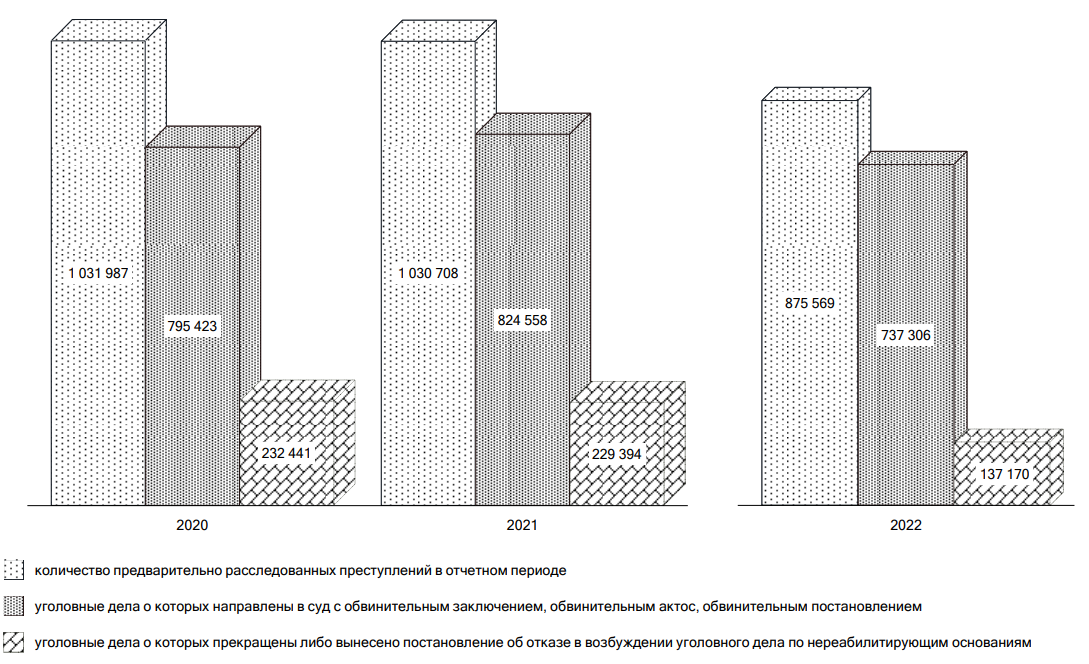 1 031 987
795 423
232 441
1 030 708
824 558
229 394
875 569
737 306
137 170
2020
2021
2022
количество предварительно расследованных преступлений в отчетном периоде
уголовные дела о которых направлены в суд с обвинительным заключением, обвинительным актос, обвинительным постановлением
уголовные дела о которых прекращены либо вынесено постановление об отказе в возбуждении уголовного дела по нереабилитирующим основаниям